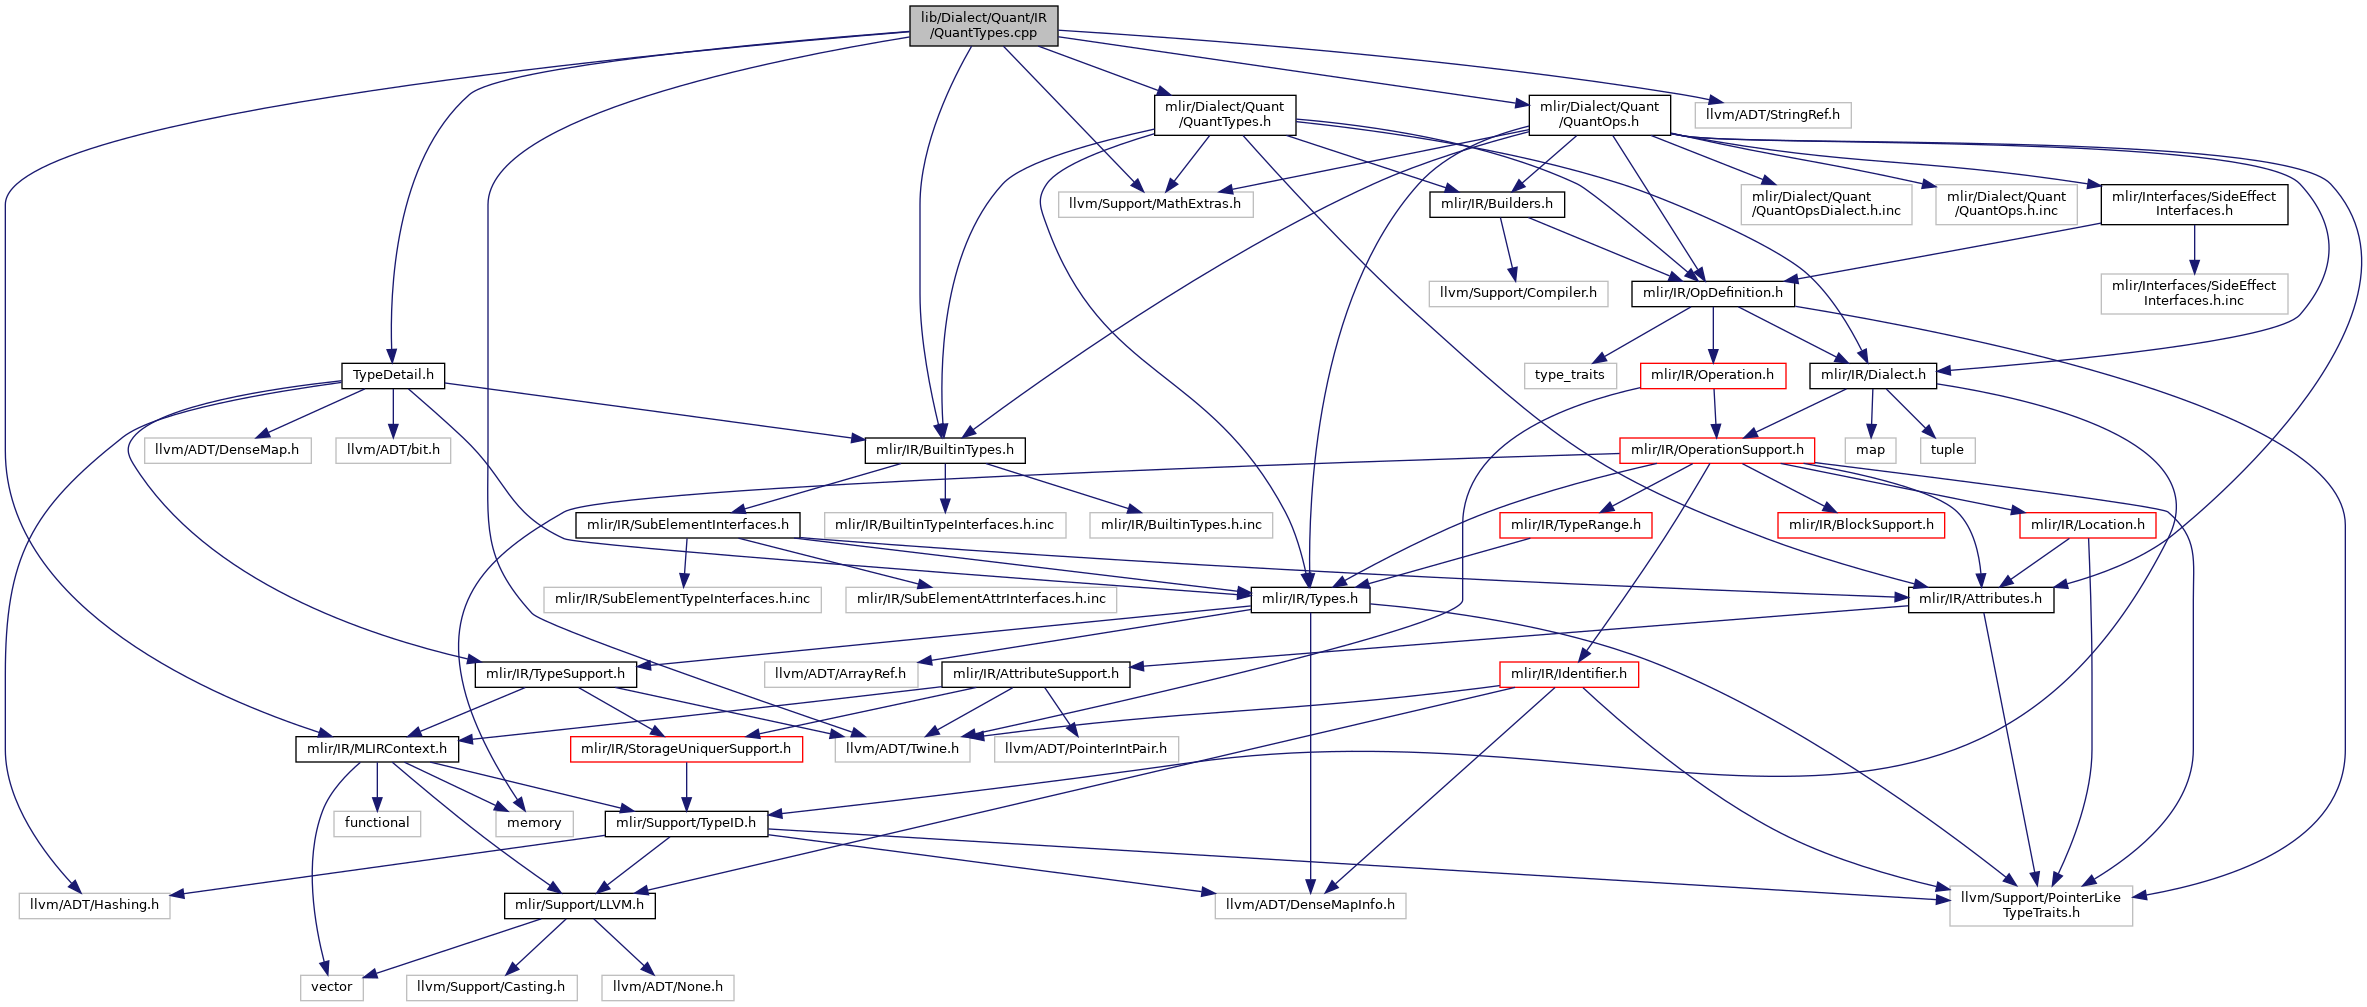 lib/Dialect/Quant/IR
/QuantTypes.cpp
mlir/Dialect/Quant
/QuantTypes.h
mlir/Dialect/Quant
/QuantOps.h
llvm/ADT/StringRef.h
llvm/Support/MathExtras.h
mlir/IR/Builders.h
mlir/Dialect/Quant
/QuantOpsDialect.h.inc
mlir/Dialect/Quant
/QuantOps.h.inc
mlir/Interfaces/SideEffect
Interfaces.h
llvm/Support/Compiler.h
mlir/IR/OpDefinition.h
mlir/Interfaces/SideEffect
Interfaces.h.inc
TypeDetail.h
type_traits
mlir/IR/Operation.h
mlir/IR/Dialect.h
llvm/ADT/DenseMap.h
llvm/ADT/bit.h
mlir/IR/BuiltinTypes.h
mlir/IR/OperationSupport.h
map
tuple
mlir/IR/SubElementInterfaces.h
mlir/IR/BuiltinTypeInterfaces.h.inc
mlir/IR/BuiltinTypes.h.inc
mlir/IR/TypeRange.h
mlir/IR/BlockSupport.h
mlir/IR/Location.h
mlir/IR/SubElementTypeInterfaces.h.inc
mlir/IR/SubElementAttrInterfaces.h.inc
mlir/IR/Types.h
mlir/IR/Attributes.h
mlir/IR/TypeSupport.h
llvm/ADT/ArrayRef.h
mlir/IR/AttributeSupport.h
mlir/IR/Identifier.h
mlir/IR/MLIRContext.h
mlir/IR/StorageUniquerSupport.h
llvm/ADT/Twine.h
llvm/ADT/PointerIntPair.h
functional
memory
mlir/Support/TypeID.h
llvm/ADT/Hashing.h
mlir/Support/LLVM.h
llvm/ADT/DenseMapInfo.h
llvm/Support/PointerLike
TypeTraits.h
vector
llvm/Support/Casting.h
llvm/ADT/None.h